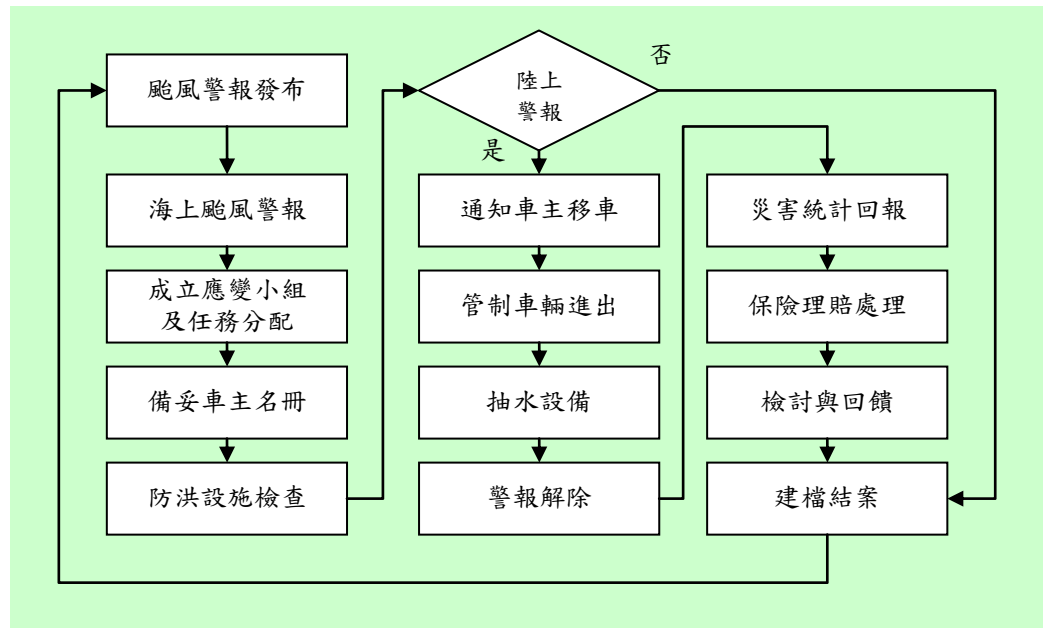 颱風警報發布
海上颱風警報
成立應變小組
及任務分配
備妥車主名冊
防洪設施檢查
陸上
警報
否
是
通知車主移車
管制車輛進出
抽水設備
警報解除
災害統計回報
保險理賠處理
檢討與回饋
建檔結案